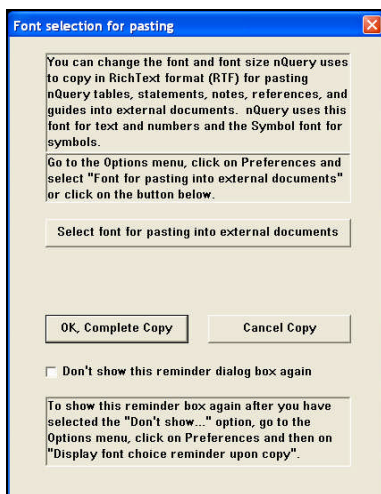 Font selection for pasting
You can change the font and font size nQuery uses
to copy in RichText format (RTF) for pasting
nQuery tables, statements, notes, references, and
guides into external documents. nQuery uses this
font for text and numbers and the Symbol font for
symbols.
Go to the Options menu, click on Preferences and
select "Font for pasting into external documents"
or click on the button below.
Select font for pasting into external documents
OK, Complete Copy
Cancel Copy
Don't show this reminder dialog box again
To show this reminder box again after you have
selected the "Don't show..." option, go to the
Options menu, click on Preferences and then on
"Display font choice reminder upon copy".